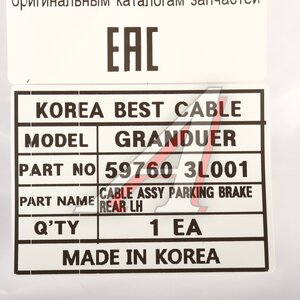 оригинальным каталогам запчастей
EAC
KOREA BEST CABLE
MODEL GRANDUER
PART NO 59760 3L001
PART NAME CABLE ASSY PARKING BRAKE
REAR LH
Q'TY 1 EA
MADE IN KOREA